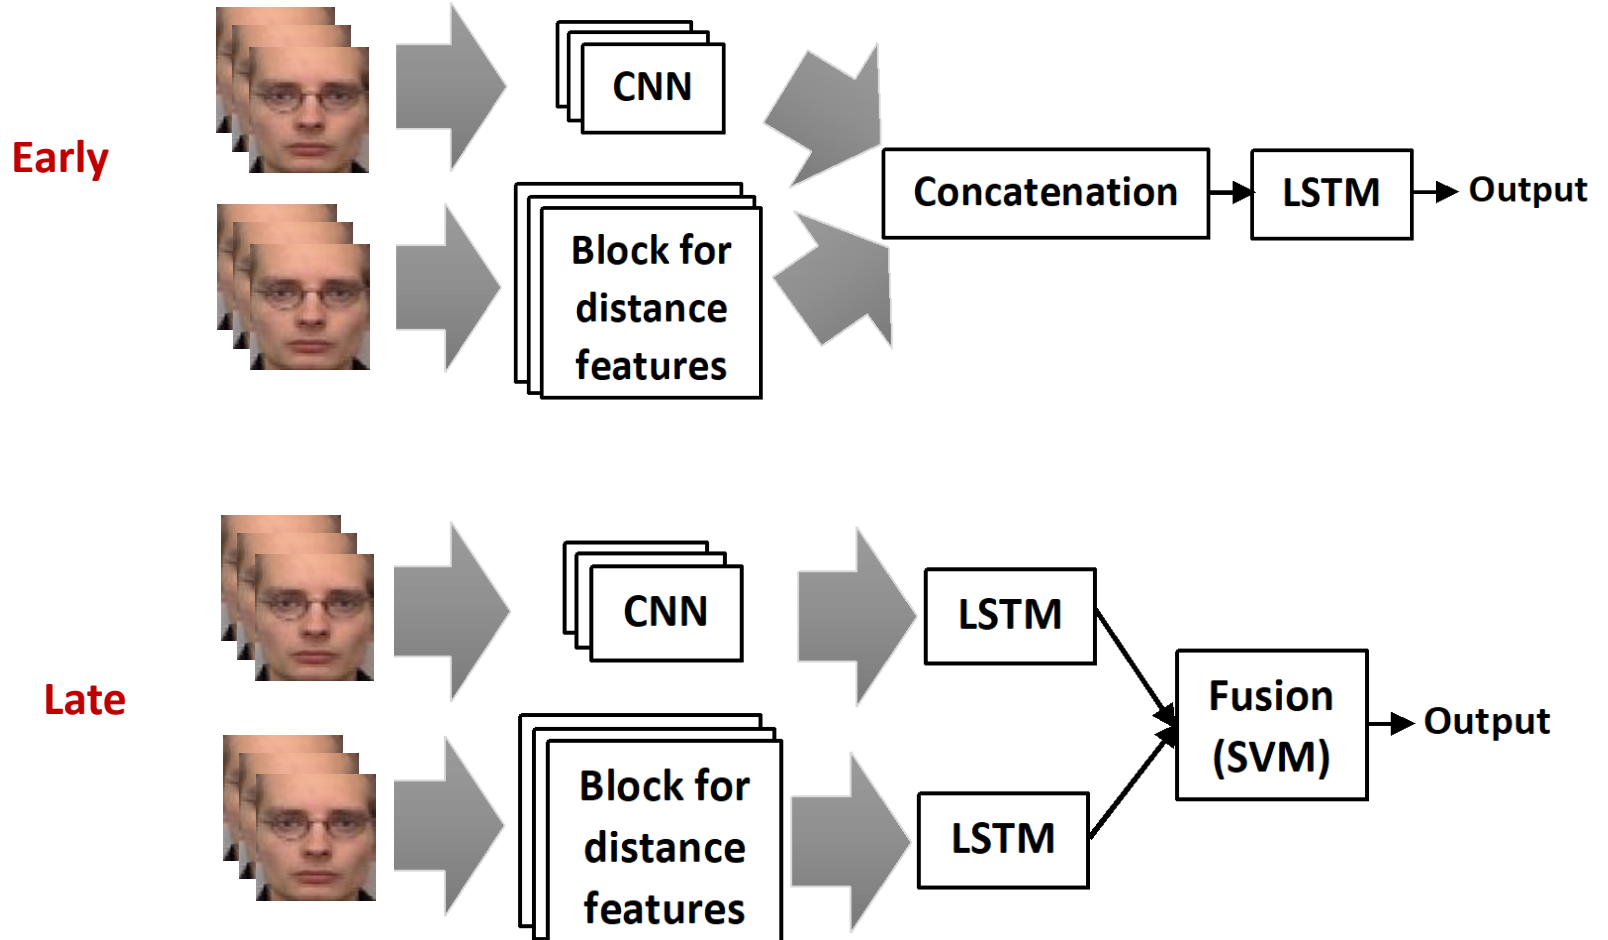 Early
CNN
Block for
distance
features
Concatenation
LSTM
Output
Late
CNN
Block for
distance
features
LSTM
LSTM
Fusion
(SVM)
Output